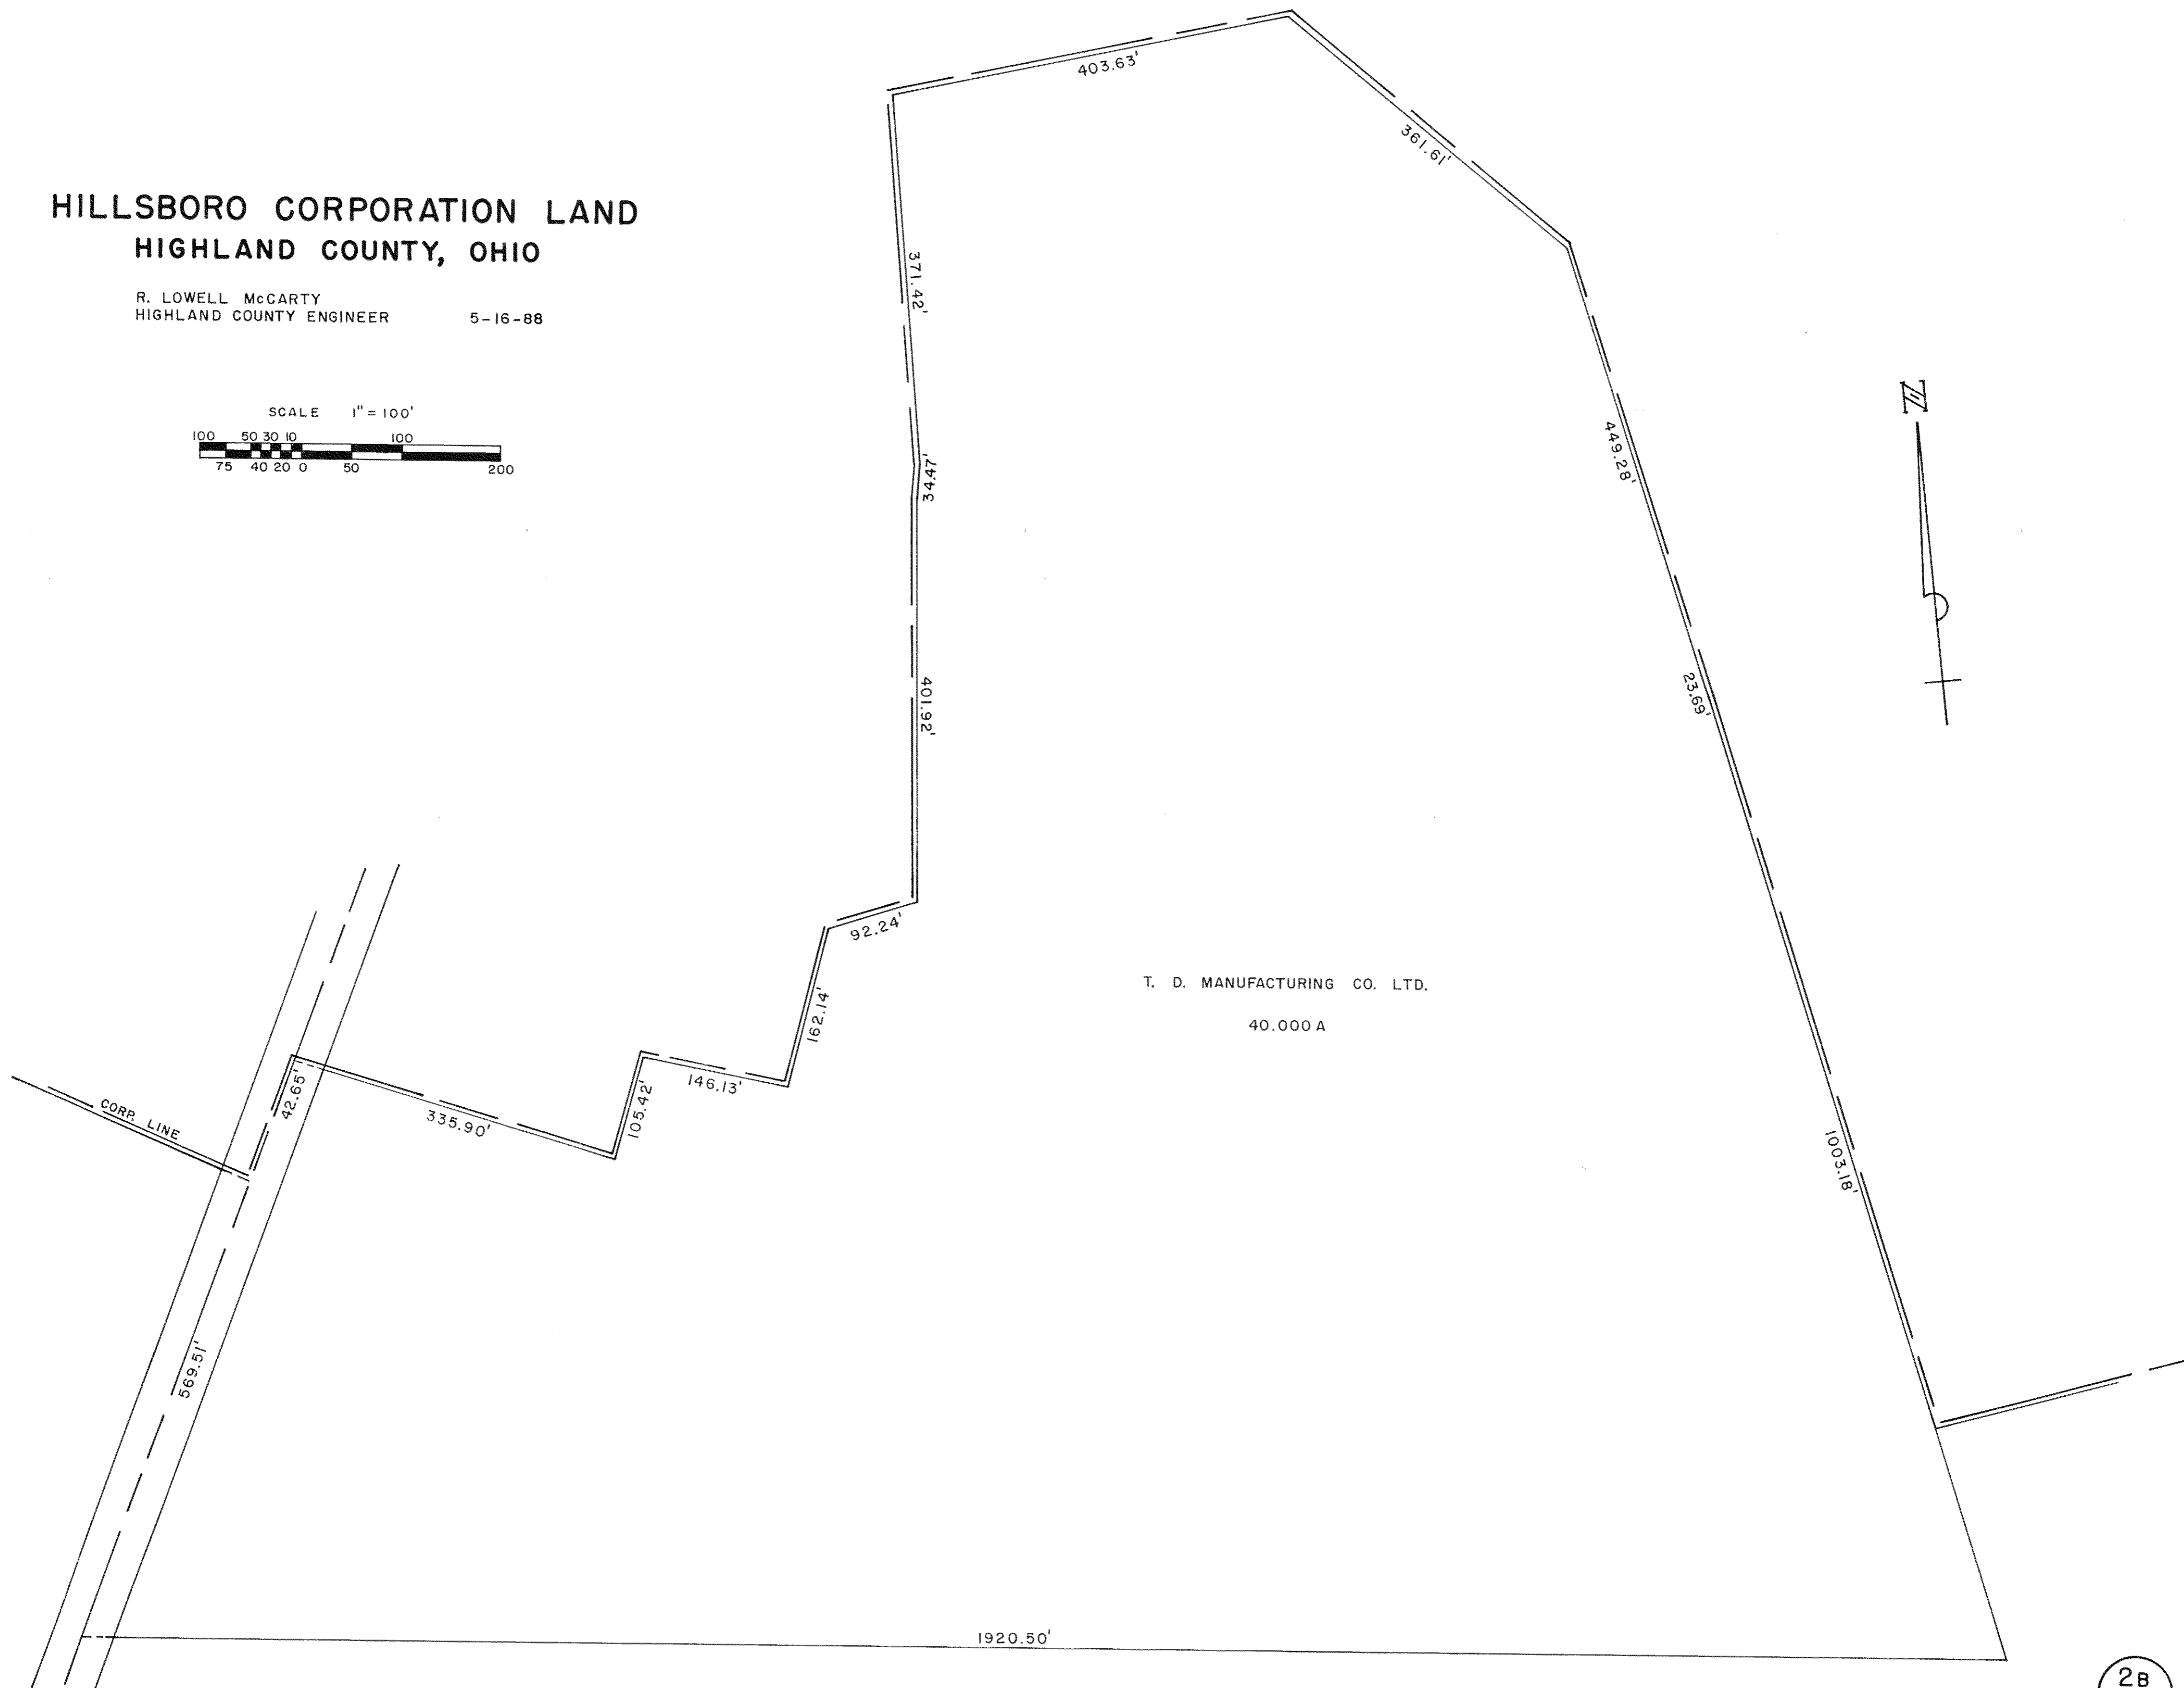 HILLSBORO CORPORATION LAND
HIGHLAND COUNTY, OHIO
R. LOWELL McCARTY
HIGHLAND COUNTY ENGINEER 5-16-88
SCALE 1" = 100'
100 50 30 10 100
75 40 20 0 50 200
403.63'
361.61'
371.42'
34.47'
449.28'
N
401.92'
23.69'
92.24'
162.14'
T. D. MANUFACTURING CO. LTD.
40.000 A
146.13'
105.42'
42.65'
335.90'
CORP. LINE
1003.18'
569.51'
1920.50'
2B